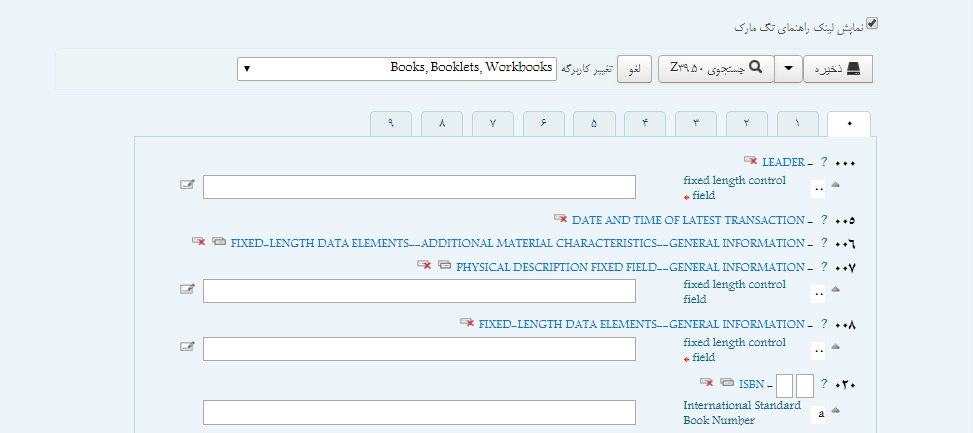 نمایش لینک راهنمای تگ مارک
ذخیره جستجوی Z۳۹.۵۰ لغو تغییر کاربرگه Books, Booklets, Workbooks
۰ ۱ ۲ ۳ ۴ ۵ ۶ ۷ ۸ ۹
۰۰۰ ? – LEADER
.. fixed length control
field *
۰۰۵ ? – DATE AND TIME OF LATEST TRANSACTION
۰۰۶ ? – FIXED-LENGTH DATA ELEMENTS--ADDITIONAL MATERIAL CHARACTERISTICS--GENERAL INFORMATION
۰۰۷ ? – PHYSICAL DESCRIPTION FIXED FIELD--GENERAL INFORMATION
.. fixed length control
field
۰۰۸ ? – FIXED-LENGTH DATA ELEMENTS--GENERAL INFORMATION
.. fixed length control
field *
۰۲۰ ? – ISBN
a International Standard
Book Number